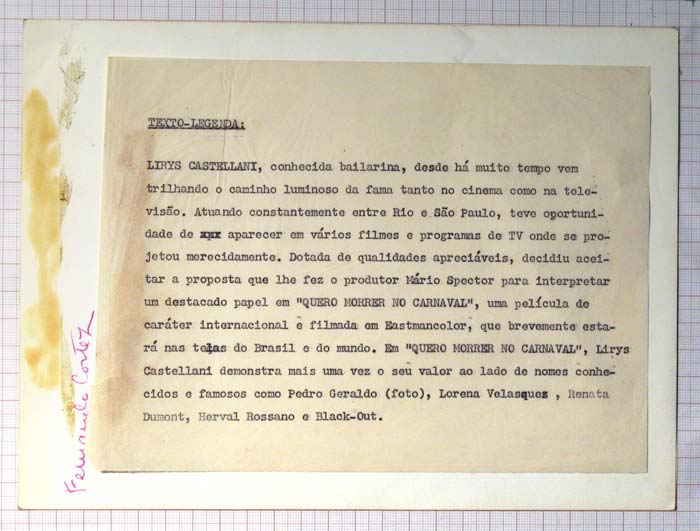 TEXTO-LEGENDA:
LIRYS CASTELLANI, conhecida bailarina, desde há muito tempo vem
trilhando o caminho luminoso da fama tanto no cinema como na tele-
visão. Atuando constantemente entre Rio e São Paulo, teve oportuni-
dade de xxx aparecer em vários filmes e programas de TV onde se pro-
jetou merecidamente. Dotada de qualidades apreciáveis, decidiu acei-
tar a proposta que lhe fez o produtor Mário Spector para interpretar
um destacado papel em "QUERO MORRER NO CARNAVAL", uma película de
caráter internacional e filmada em Eastmancolor, que brevemente esta-
rá nas telas do Brasil e do mundo. Em "QUERO MORRER NO CARNAVAL", Lirys
Castellani demonstra mais uma vez o seu valor ao lado de nomes conhe-
cidos e famosos como Pedro Geraldo (foto), Lorena Velasquez , Renata
Dumont, Herval Rossano e Black-Out.
Fernando Cortez